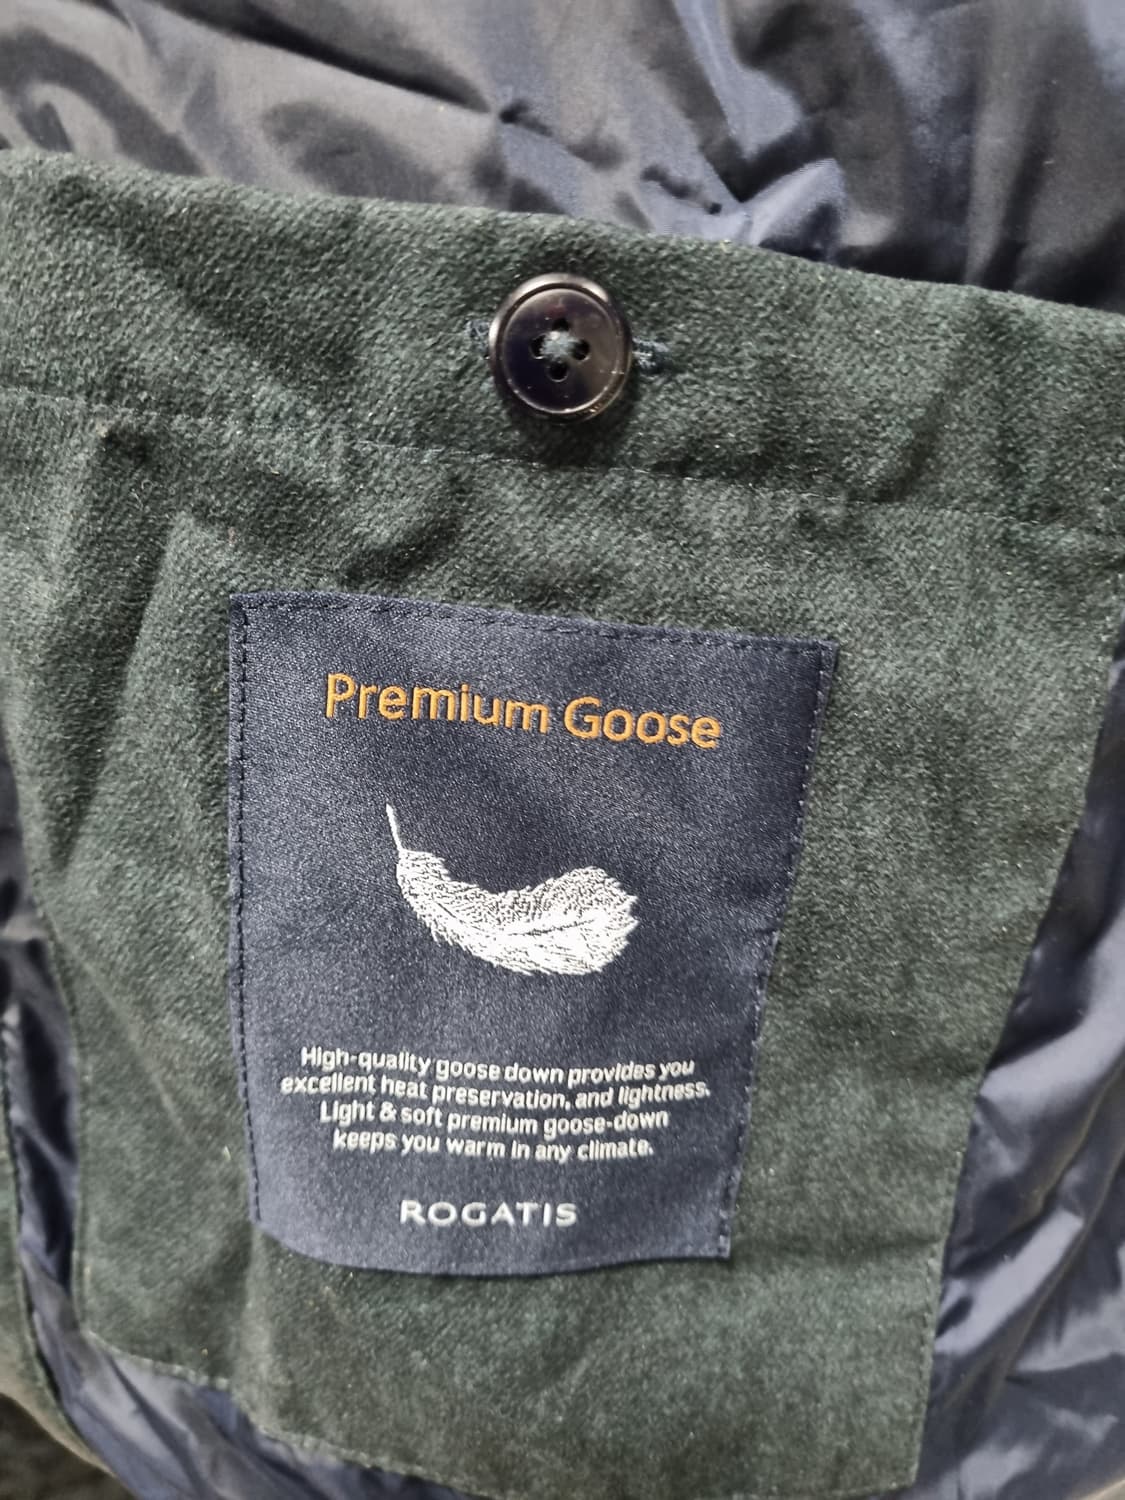 Premium Goose
High-quality goose down provides you
excellent heat preservation, and lightness.
Light & soft premium goose-down
keeps you warm in any climate.
ROGATIS